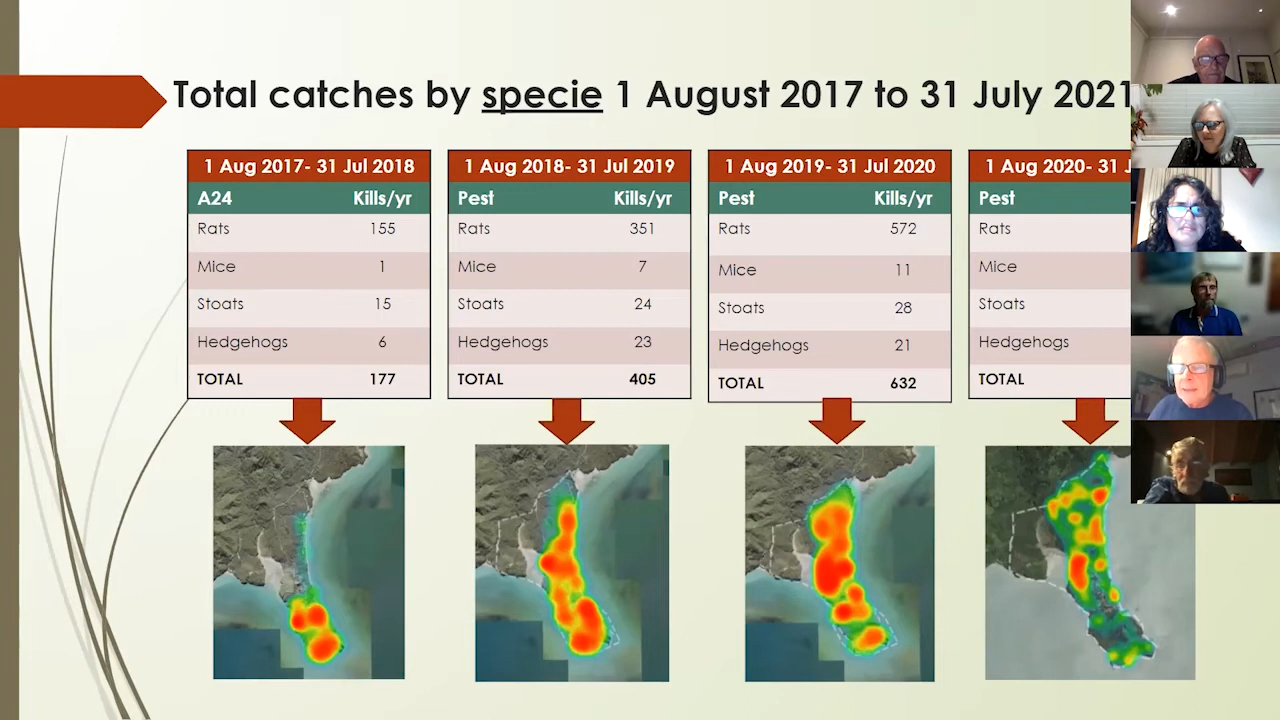 Total catches by specie 1 August 2017 to 31 July 2021
1 Aug 2017- 31 Jul 2018
A24 Kills/yr
Rats 155
Mice 1
Stoats 15
Hedgehogs 6
TOTAL 177
1 Aug 2018- 31 Jul 2019
Pest Kills/yr
Rats 351
Mice 7
Stoats 24
Hedgehogs 23
TOTAL 405
1 Aug 2019- 31 Jul 2020
Pest Kills/yr
Rats 572
Mice 11
Stoats 28
Hedgehogs 21
TOTAL 632
1 Aug 2020- 31 J
Pest
Rats
Mice
Stoats
Hedgehogs
TOTAL